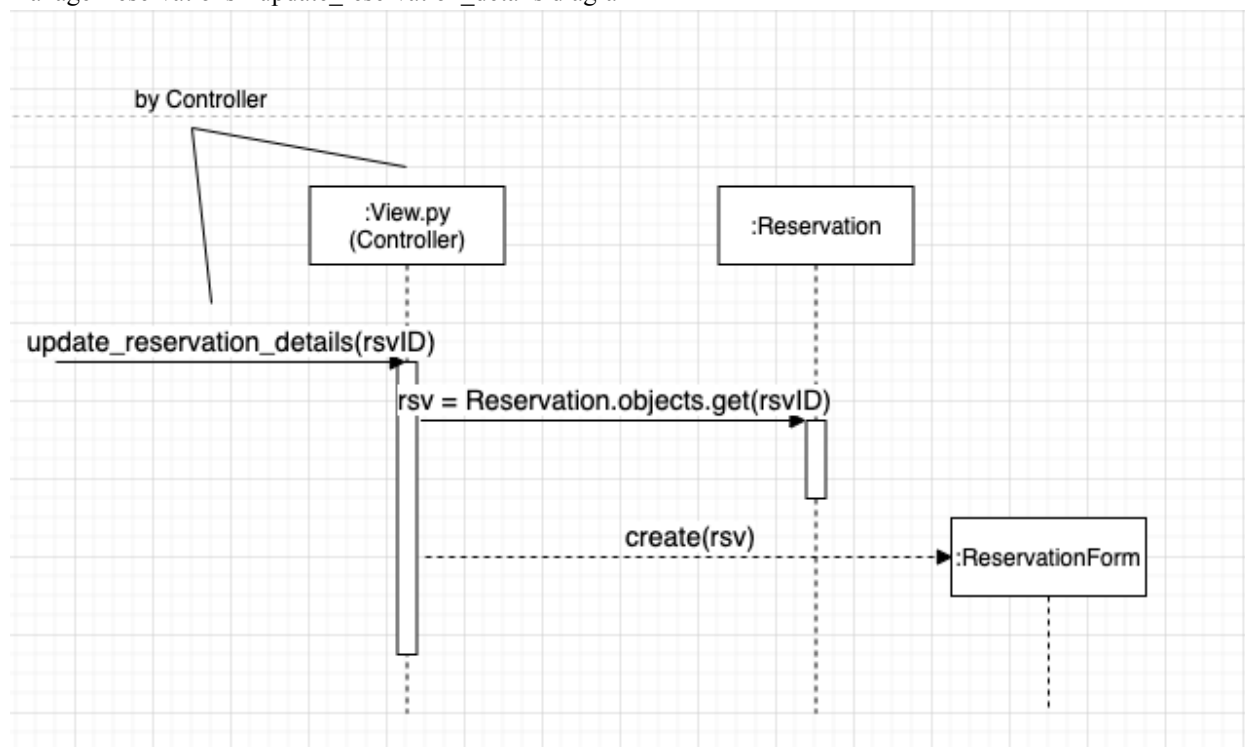 by Controller
:View.py
(Controller)
:Reservation
update_reservation_details(rsvID)
rsv = Reservation.objects.get(rsvID)
create(rsv)
:ReservationForm